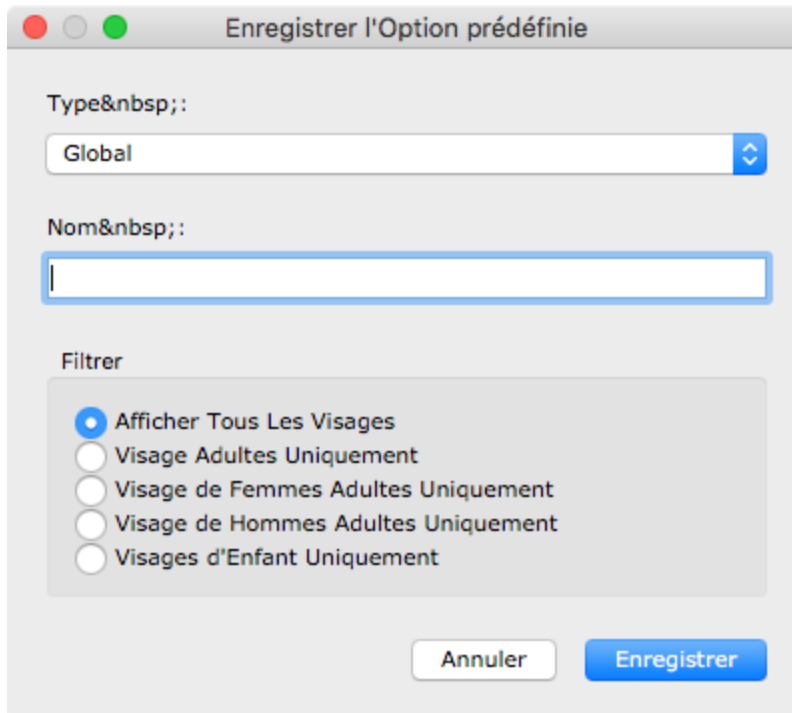 Enregistrer l'Option prédéfinie
Type&nbsp;:
Global
Nom&nbsp;:
Filtrer
Afficher Tous Les Visages
Visage Adultes Uniquement
Visage de Femmes Adultes Uniquement
Visage de Hommes Adultes Uniquement
Visages d'Enfant Uniquement
Annuler
Enregistrer